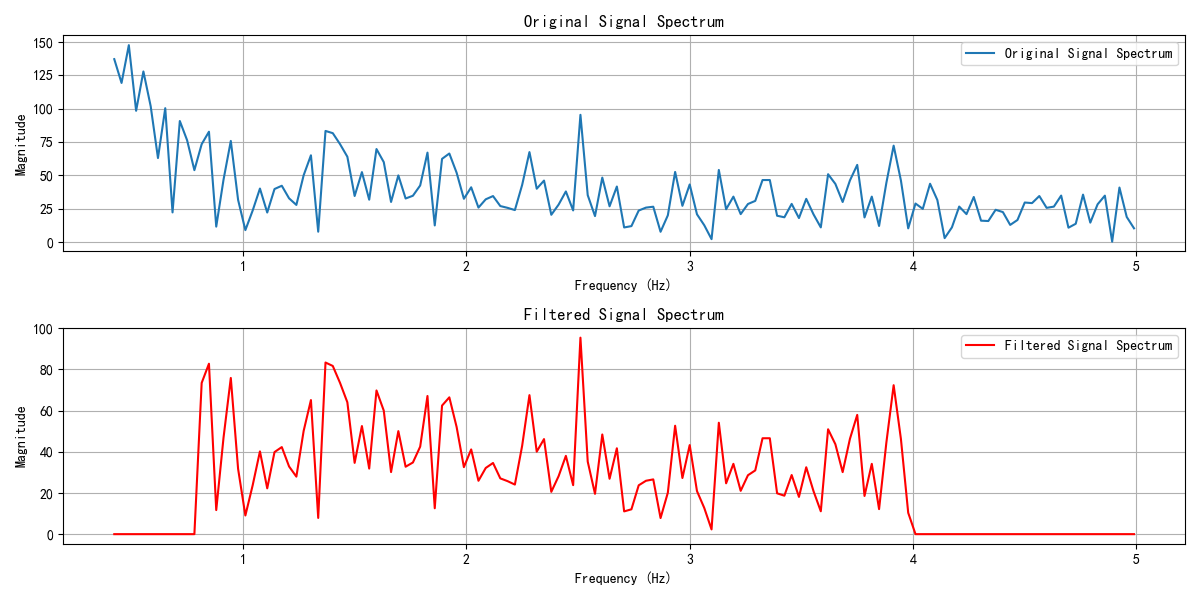 Original Signal Spectrum
Original Signal Spectrum
Magnitude
150
125
100
75
50
25
0
1 2 3 4 5
Frequency (Hz)
Filtered Signal Spectrum
Filtered Signal Spectrum
Magnitude
100
80
60
40
20
0
1 2 3 4 5
Frequency (Hz)